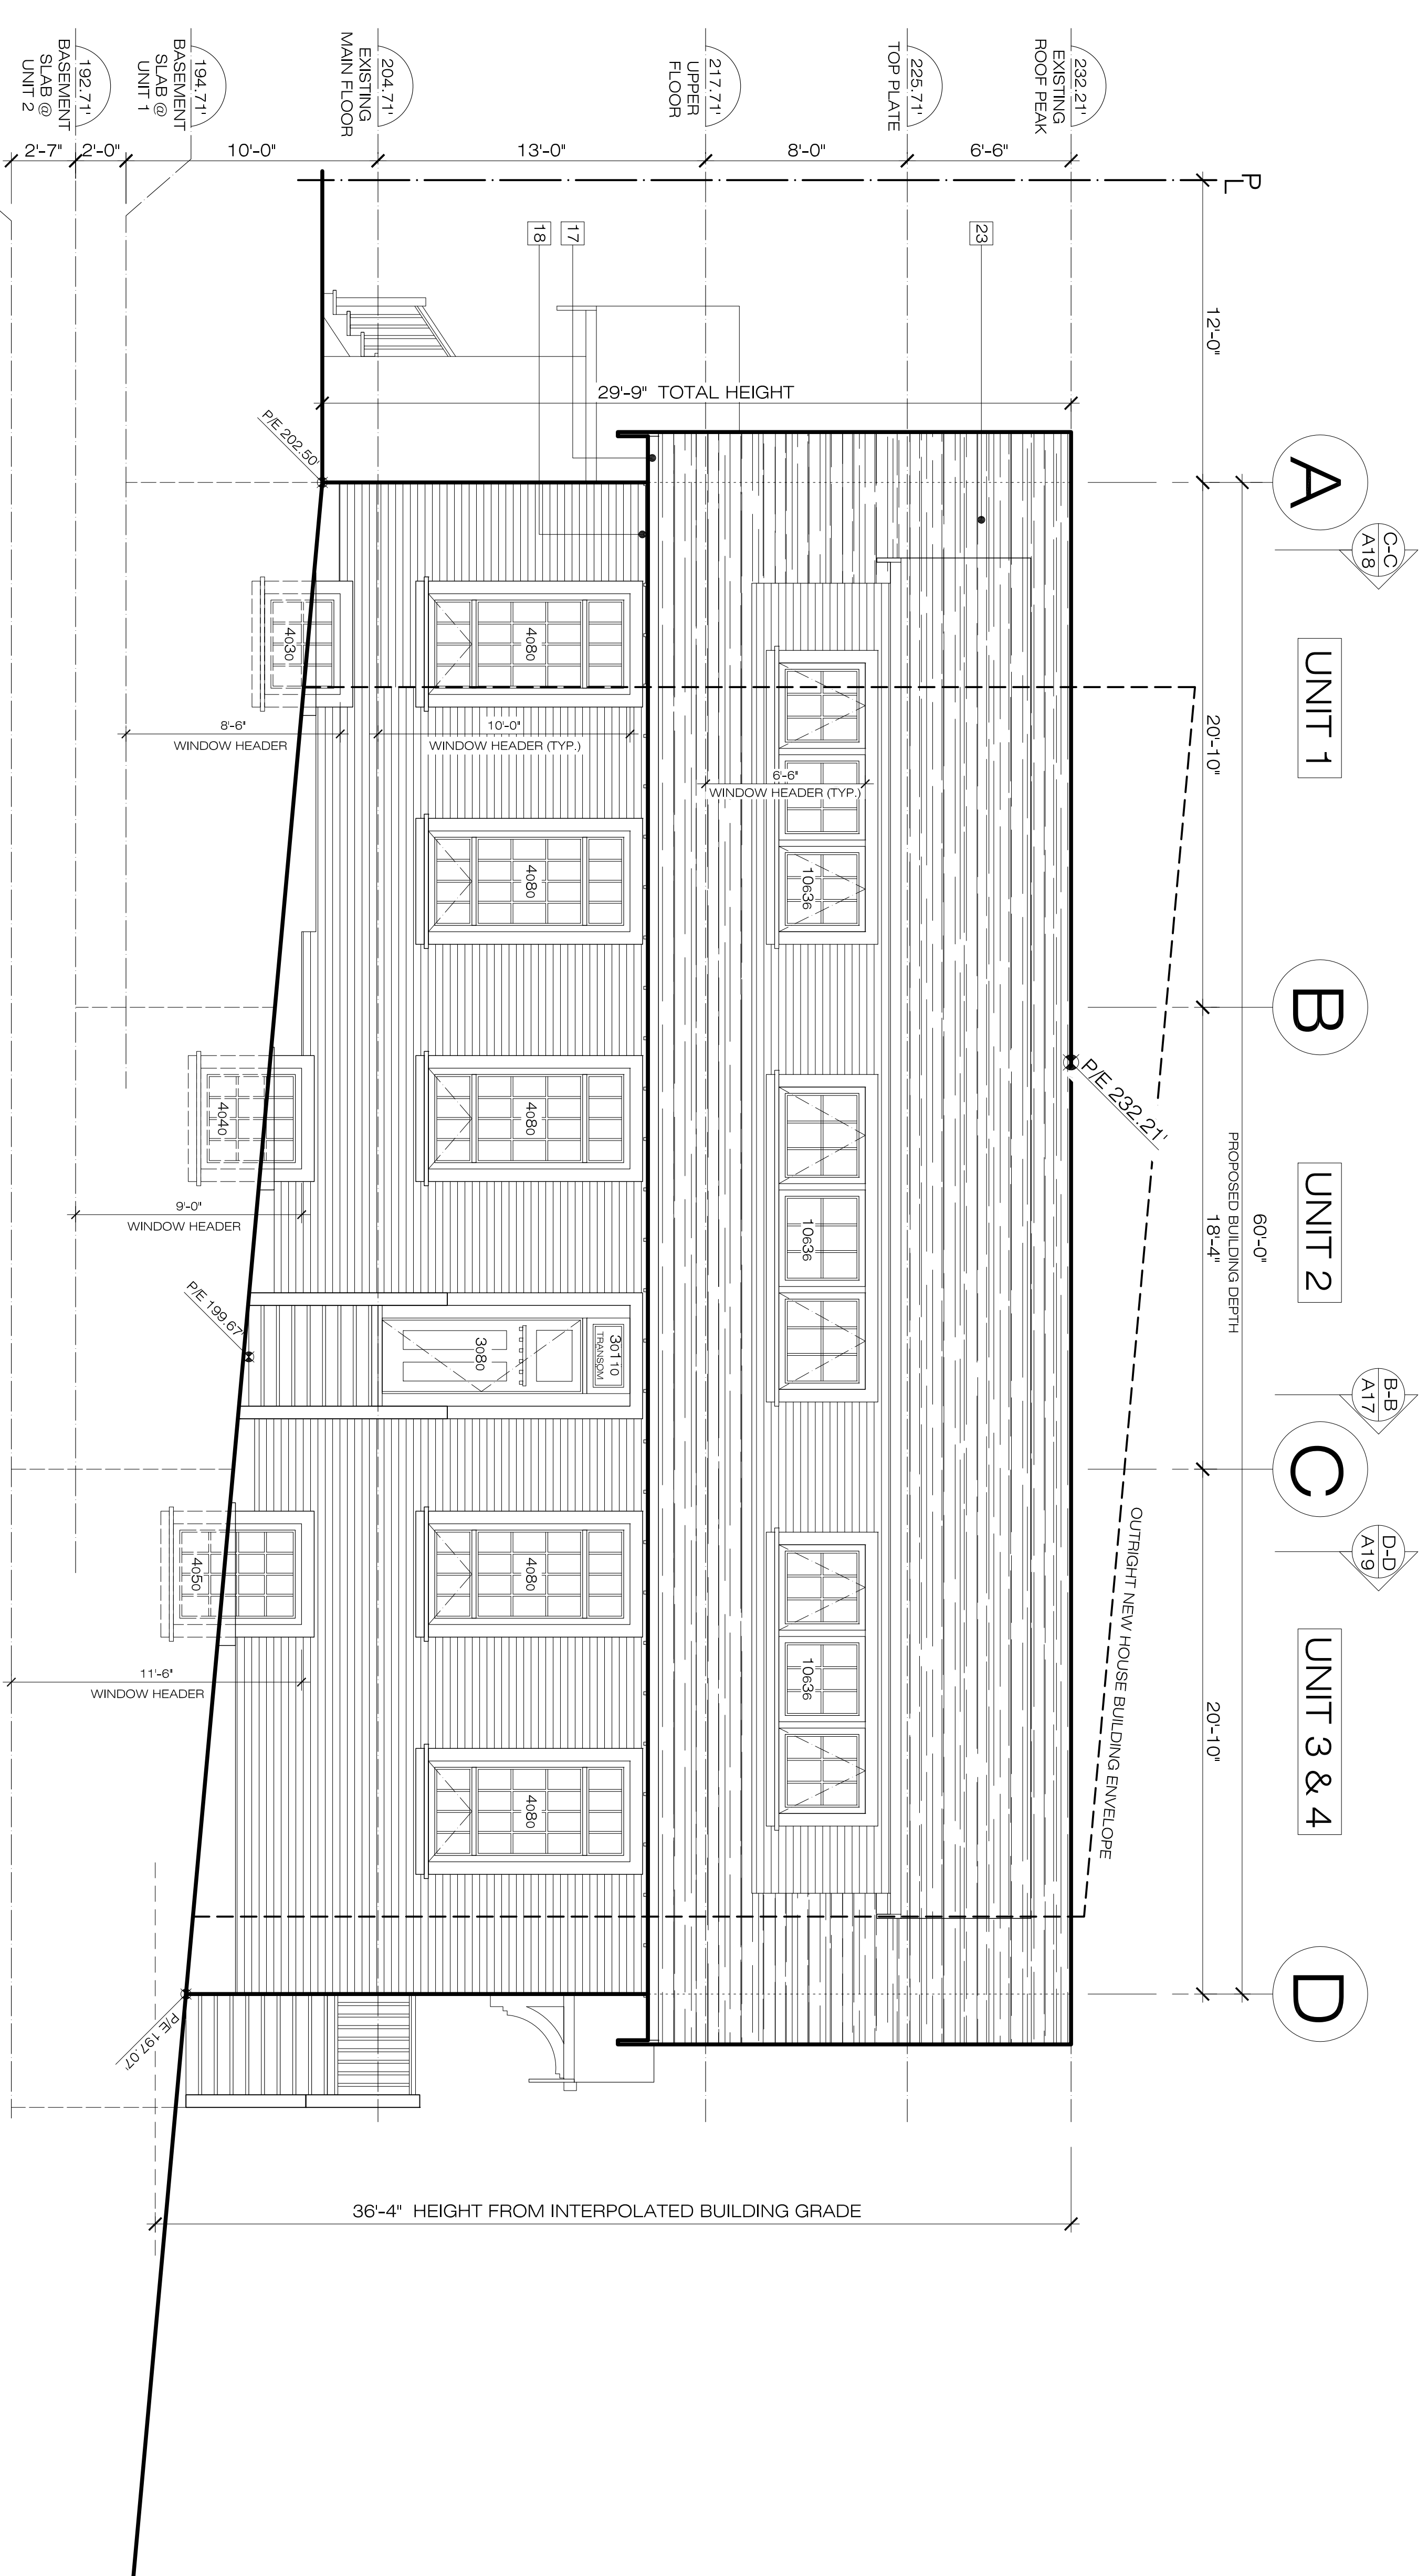 C-C
A18
B-B
A17
D-D
A19
A
B
C
D
UNIT 1
UNIT 2
UNIT 3 & 4
60'-0"
PROPOSED BUILDING DEPTH
PL
12'-0"
20'-10"
18'-4"
20'-10"
P/E 232.21'
OUTRIGHT NEW HOUSE BUILDING ENVELOPE
232.21'
EXISTING
ROOF PEAK
6'-6"
23
225.71'
TOP PLATE
8'-0"
217.71'
UPPER
FLOOR
13'-0"
17
18
204.71'
EXISTING
MAIN FLOOR
10'-0"
194.71'
BASEMENT
SLAB @
UNIT 1
2'-0"
192.71'
BASEMENT
SLAB @
UNIT 2
2'-7"
29'-9" TOTAL HEIGHT
36'-4" HEIGHT FROM INTERPOLATED BUILDING GRADE
10636
10636
10636
6'-6"
WINDOW HEADER (TYP.)
4080
4080
4080
30110
TRANSOM
3080
4080
4080
10'-0"
WINDOW HEADER (TYP.)
P/E 202.50'
4030
8'-6"
WINDOW HEADER
4040
9'-0"
WINDOW HEADER
P/E 199.67'
4050
11'-6"
WINDOW HEADER
P/E 197.07'